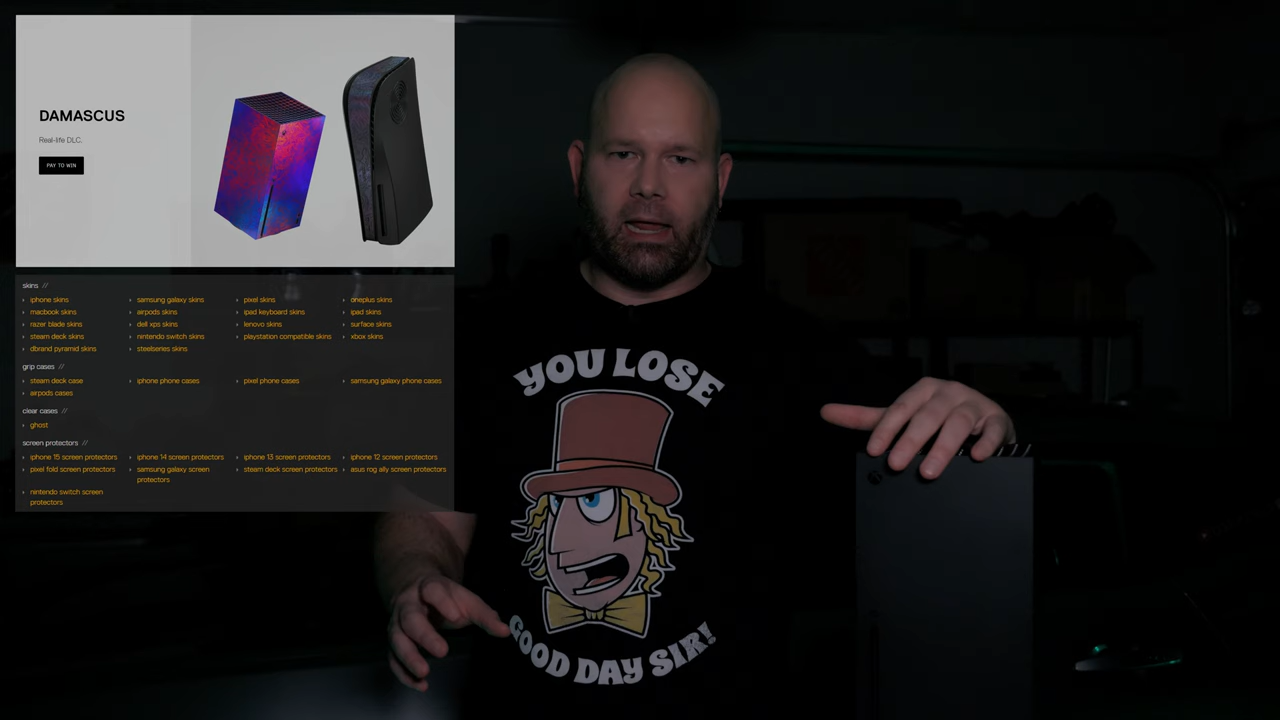 DAMASCUS
Real-life DLC.
PAY TO WIN
skins //
iphone skins
samsung galaxy skins
pixel skins
oneplus skins
macbook skins
airpods skins
ipad keyboard skins
ipad skins
razer blade skins
dell xps skins
lenovo skins
surface skins
steam deck skins
nintendo switch skins
playstation compatible skins
xbox skins
dbrand pyramid skins
steelseries skins
grip cases //
steam deck case
iphone phone cases
pixel phone cases
samsung galaxy phone cases
airpods cases
clear cases //
ghost
screen protectors //
iphone 15 screen protectors
iphone 14 screen protectors
iphone 13 screen protectors
iphone 12 screen protectors
pixel fold screen protectors
samsung galaxy screen
protectors
steam deck screen protectors
asus rog ally screen protectors
nintendo switch screen
protectors
YOU LOSE
GOOD DAY SIR!